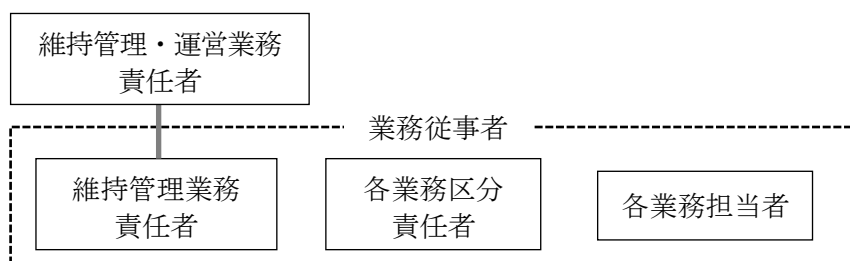 維持管理・運営業務
責任者
業務従事者
維持管理業務
責任者
各業務区分
責任者
各業務担当者